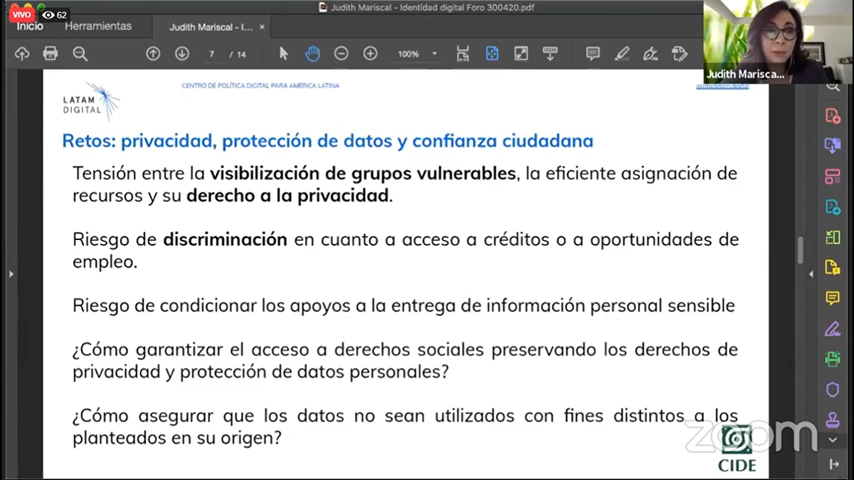 VIVO 62
Judith Mariscal - Identidad digital Foro 300420.pdf
Inicio Herramientas Judith Mariscal - I... ×
7 / 14 100%
Judith Marisca...
CENTRO DE POLÍTICA DIGITAL PARA AMÉRICA LATINA
LATAM
DIGITAL
Retos: privacidad, protección de datos y confianza ciudadana
Tensión entre la visibilización de grupos vulnerables, la eficiente asignación de
recursos y su derecho a la privacidad.
Riesgo de discriminación en cuanto a acceso a créditos o a oportunidades de
empleo.
Riesgo de condicionar los apoyos a la entrega de información personal sensible
¿Cómo garantizar el acceso a derechos sociales preservando los derechos de
privacidad y protección de datos personales?
¿Cómo asegurar que los datos no sean utilizados con fines distintos a los
planteados en su origen?
zoom
CIDE